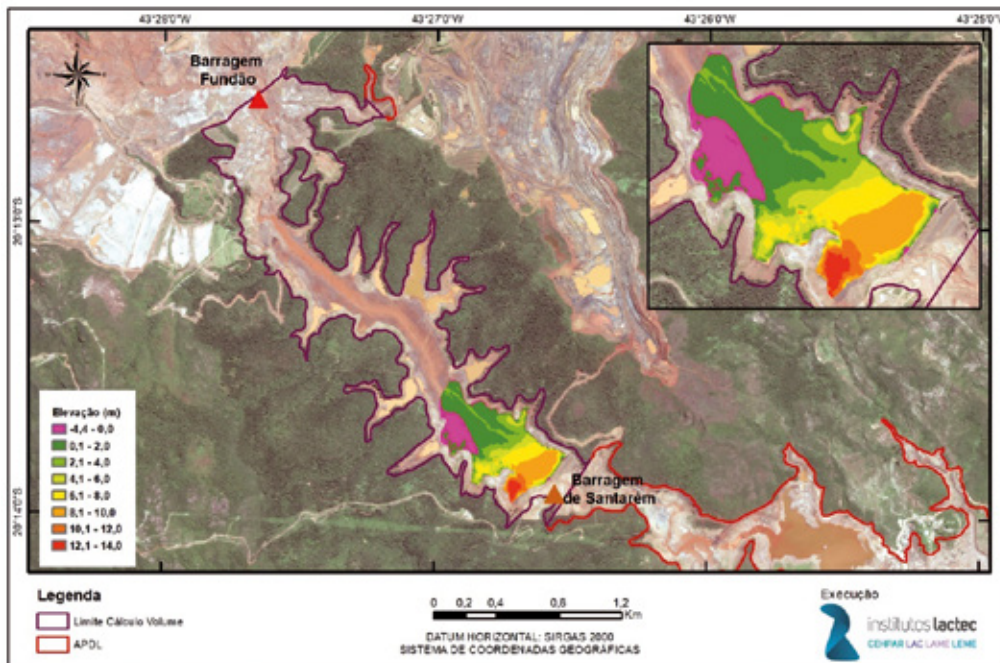 43°28'0"O 43°27'0"O 43°26'0"O 43°25'0"O
Barragem
Fundão
20°13'0"S
Elevação (m)
-4,4 - 0,0
0,1 - 2,0
2,1 - 4,0
4,1 - 6,0
6,1 - 8,0
8,1 - 10,0
10,1 - 12,0
12,1 - 14,0
Barragem
de Santarém
20°14'0"S
Legenda
Limite Cálculo Volume
APDL
0 0,2 0,4 0,8 1,2
Km
DATUM HORIZONTAL: SIRGAS 2000
SISTEMA DE COORDENADAS GEOGRÁFICAS
Execução
institutos lactec
CEHPAR LAC LAME LEME